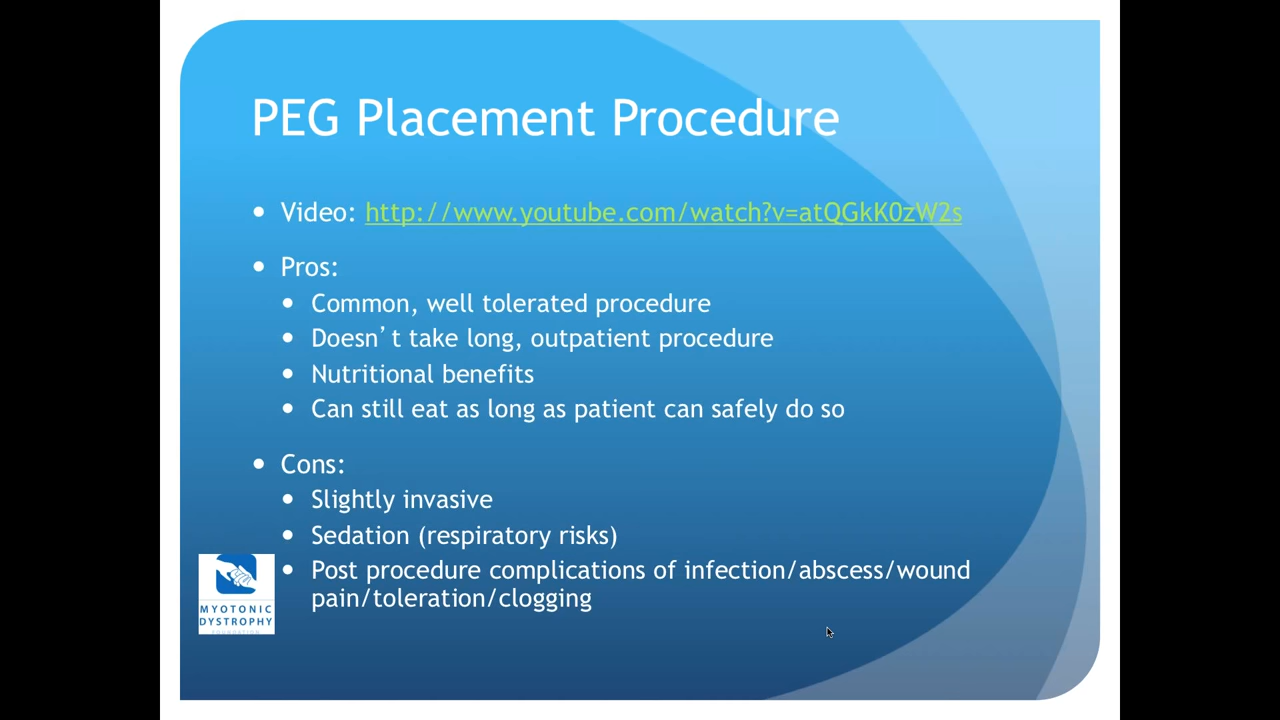 PEG Placement Procedure
• Video: http://www.youtube.com/watch?v=atQGkK0zW2s
• Pros:
• Common, well tolerated procedure
• Doesn’t take long, outpatient procedure
• Nutritional benefits
• Can still eat as long as patient can safely do so
• Cons:
• Slightly invasive
• Sedation (respiratory risks)
• Post procedure complications of infection/abscess/wound
pain/toleration/clogging
MYOTONIC
DYSTROPHY
FOUNDATION